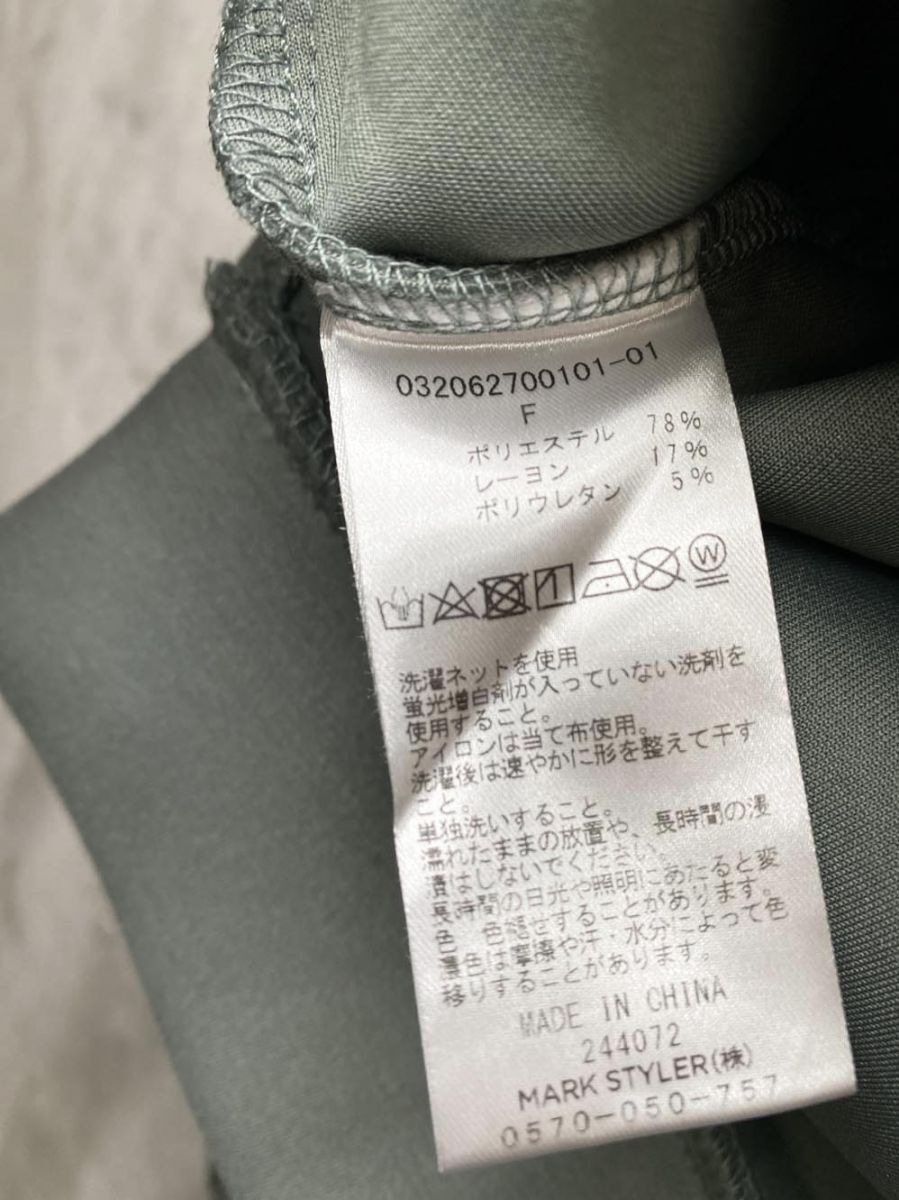 032062700101-01
F
ポリエステル 78%
レーヨン 17%
ポリウレタン 5%
W
洗濯ネットを使用
蛍光増白剤が入っていない洗剤を
使用すること。
アイロンは当て布使用。
洗濯後は速やかに形を整えて干す
こと。
単独洗いすること。
濡れたままの放置や、長時間の浸
漬はしないでください。
長時間の日光や照明にあたると変
色 色褪せすることがあります。
濃色は摩擦や汗・水分によって色
移りすることがあります。
MADE IN CHINA
244072
MARK STYLER(株)
0570-050-757